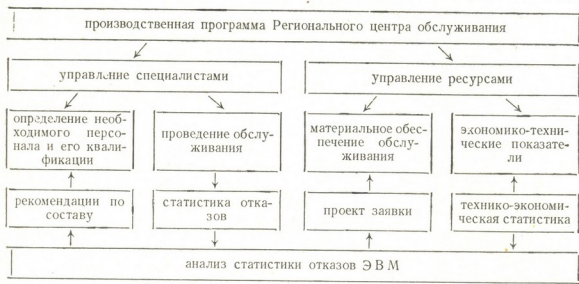 производственная программа Регионального центра обслуживания
управление специалистами
управление ресурсами
определение необ-
ходимого персо-
нала и его квали-
фикации
проведение обслу-
живания
материальное обес-
печение обслу-
живания
экономико-техни-
ческие показате-
ли
рекомендации по
составу
статистика отка-
зов
проект заявки
технико-экономи-
ческая статистика
анализ статистики отказов ЭВМ